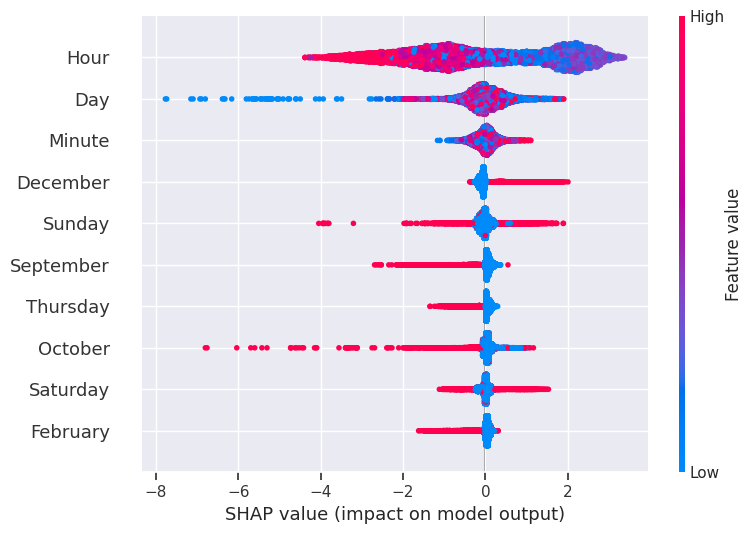 High
Hour
Day
Minute
December
Sunday
September
Thursday
October
Saturday
February
Feature value
Low
−8 −6 −4 −2 0 2
SHAP value (impact on model output)